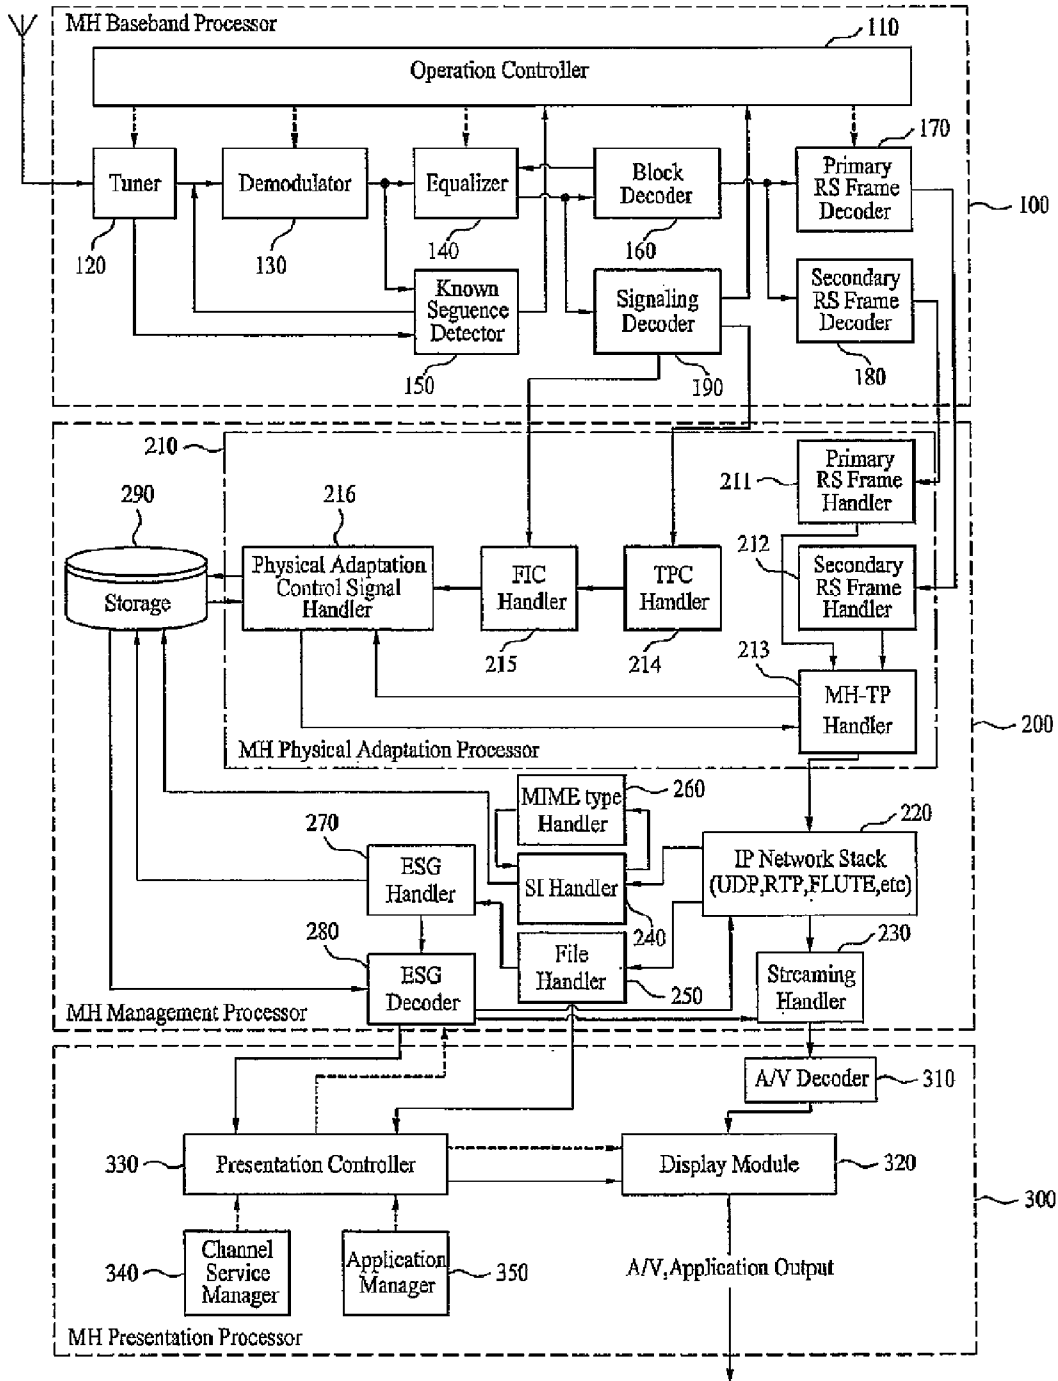 MH Baseband Processor
110
Operation Controller
170
Tuner
Demodulator
Equalizer
Block
Decoder
Primary
RS Frame
Decoder
100
120
130
140
160
Known
Seguence
Detector
Signaling
Decoder
Secondary
RS Frame
Decoder
150
190
180
210
Primary
RS Frame
Handler
211
290
216
212
Storage
Physical Adaptation
Control Signal
Handler
FIC
Handler
TPC
Handler
Secondary
RS Frame
Handler
215
214
213
MH-TP
Handler
200
MH Physical Adaptation Processor
MIME type
Handler
260
220
270
ESG
Handler
SI Handler
IP Network Stack
(UDP,RTP,FLUTE,etc)
240
230
280
File
Handler
ESG
Decoder
250
Streaming
Handler
MH Management Processor
A/V Decoder
310
330
Presentation Controller
Display Module
320
300
340
Channel
Service
Manager
Application
Manager
350
A/V,Application Output
MH Presentation Processor